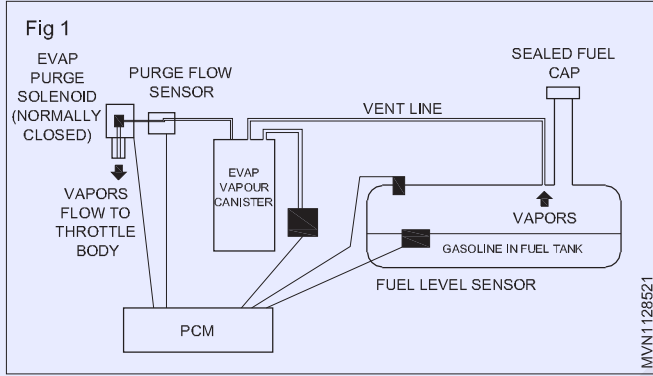 Fig 1
EVAP
PURGE
SOLENOID
(NORMALLY
CLOSED)
PURGE FLOW
SENSOR
SEALED FUEL
CAP
VENT LINE
EVAP
VAPOUR
CANISTER
VAPORS
FLOW TO
THROTTLE
BODY
VAPORS
GASOLINE IN FUEL TANK
FUEL LEVEL SENSOR
PCM
MVN1128521